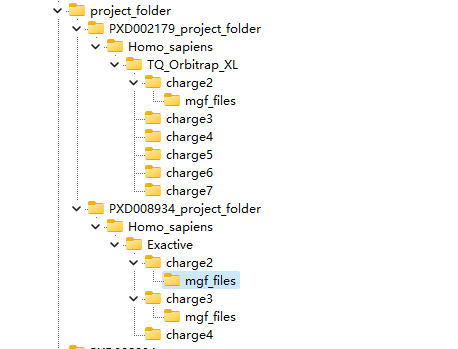 project_folder
PXD002179_project_folder
Homo_sapiens
TQ_Orbitrap_XL
charge2
mgf_files
charge3
charge4
charge5
charge6
charge7
PXD008934_project_folder
Homo_sapiens
Exactive
charge2
mgf_files
charge3
mgf_files
charge4